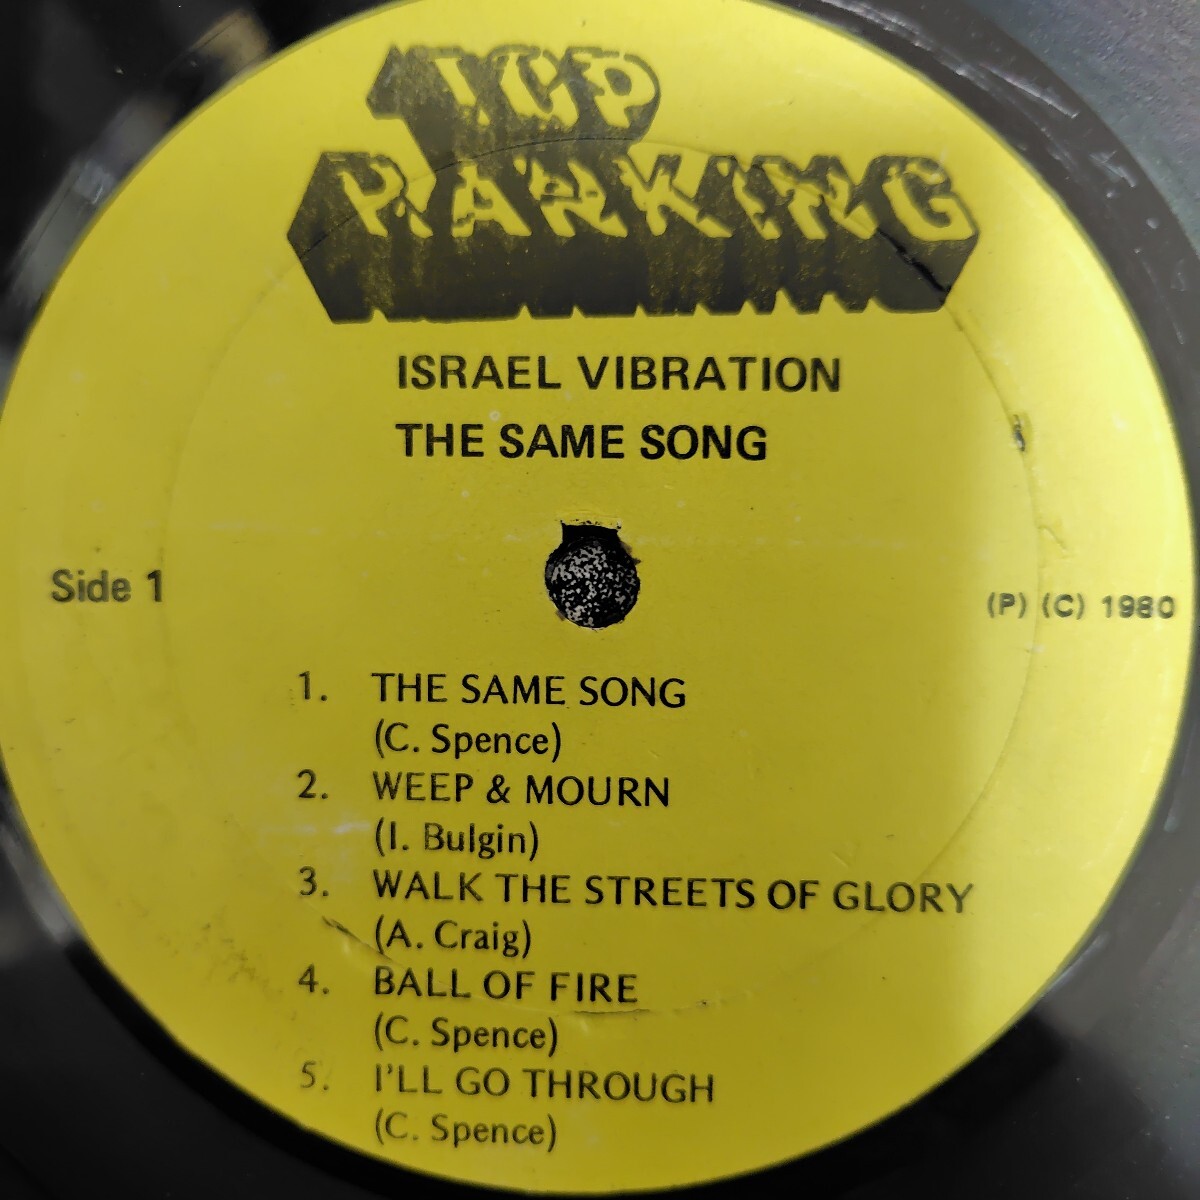 TOP
RANKING
ISRAEL VIBRATION
THE SAME SONG
Side 1
(P) (C) 1980
1. THE SAME SONG
(C. Spence)
2. WEEP & MOURN
(I. Bulgin)
3. WALK THE STREETS OF GLORY
(A. Craig)
4. BALL OF FIRE
(C. Spence)
5. I'LL GO THROUGH
(C. Spence)